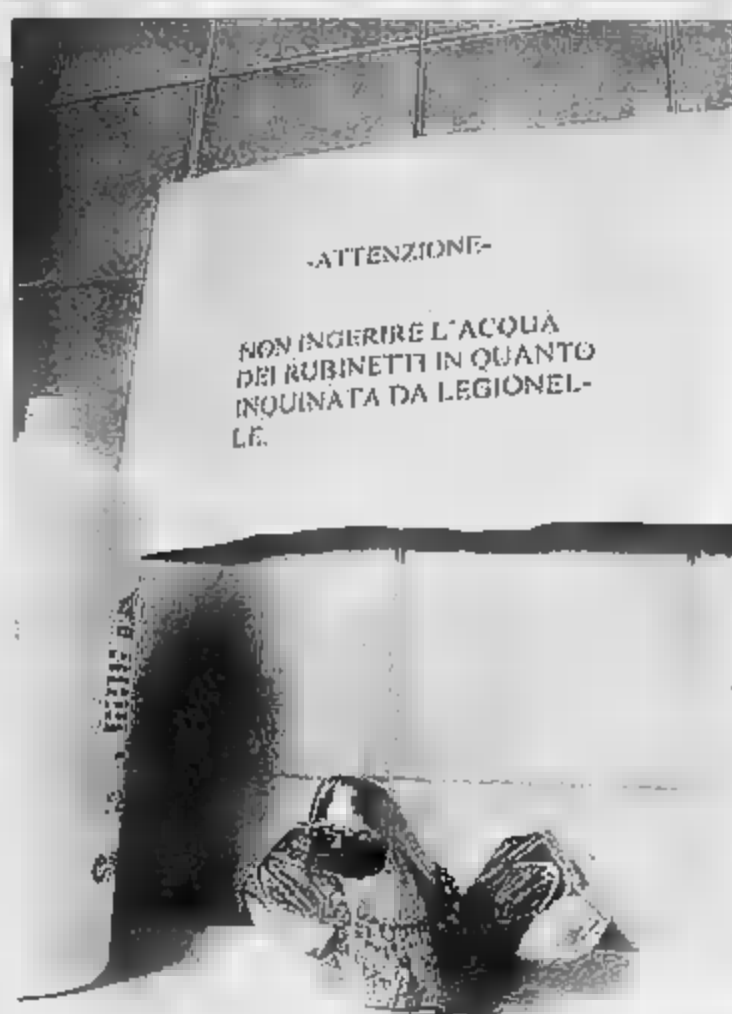 -ATTENZIONE-
NON INGERIRE L'ACQUA
DEI RUBINETTI IN QUANTO
INQUINATA DA LEGIONEL-
LE.